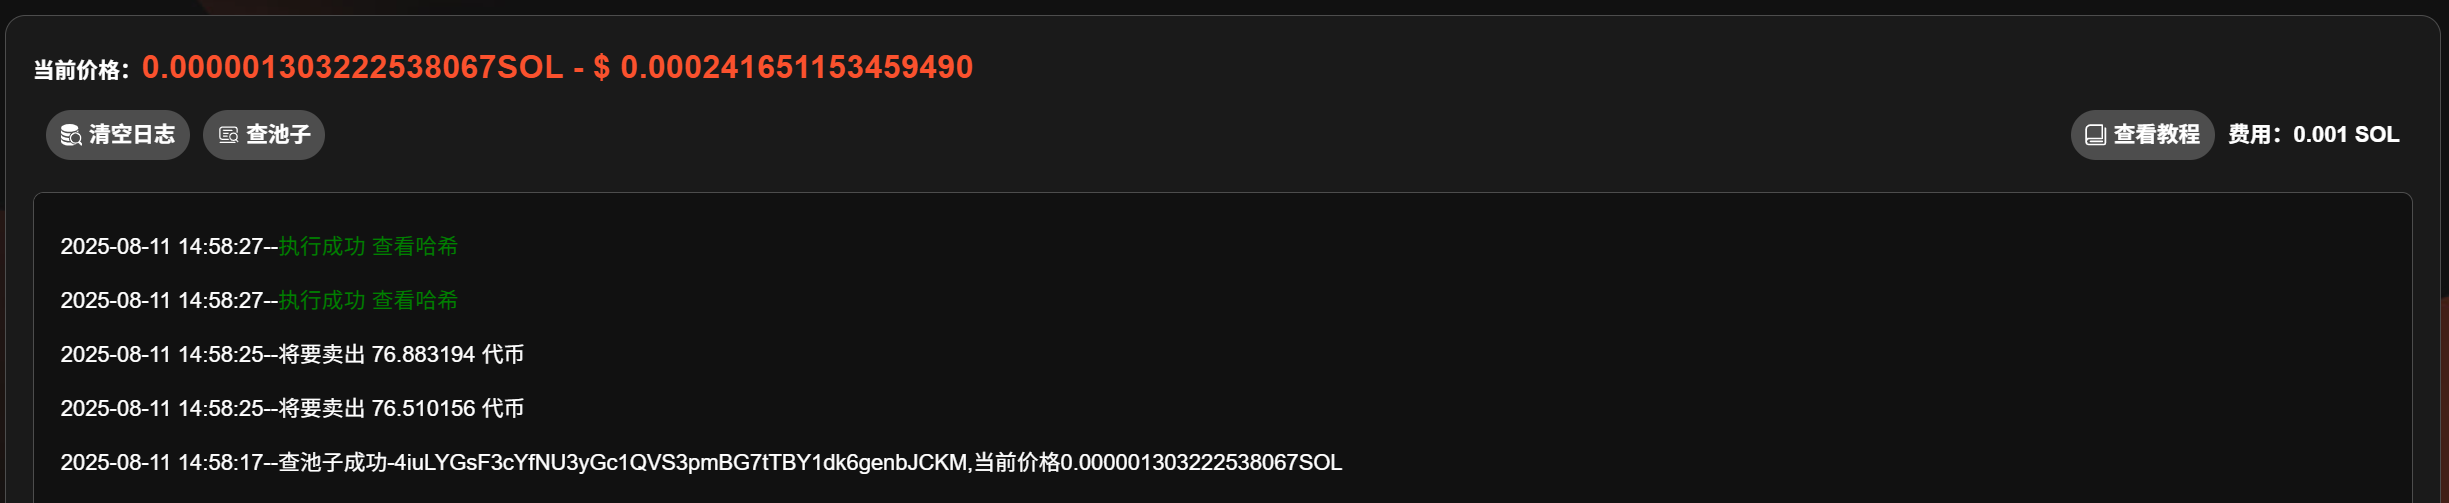 当前价格：0.000001303222538067SOL - $ 0.000241651153459490
清空日志 查池子 查看教程 费用：0.001 SOL
2025-08-11 14:58:27--执行成功 查看哈希
2025-08-11 14:58:27--执行成功 查看哈希
2025-08-11 14:58:25--将要卖出 76.883194 代币
2025-08-11 14:58:25--将要卖出 76.510156 代币
2025-08-11 14:58:17--查池子成功-4iuLYGsF3cYfNU3yGc1QVS3pmBG7tTBY1dk6genbJCKM,当前价格0.000001303222538067SOL